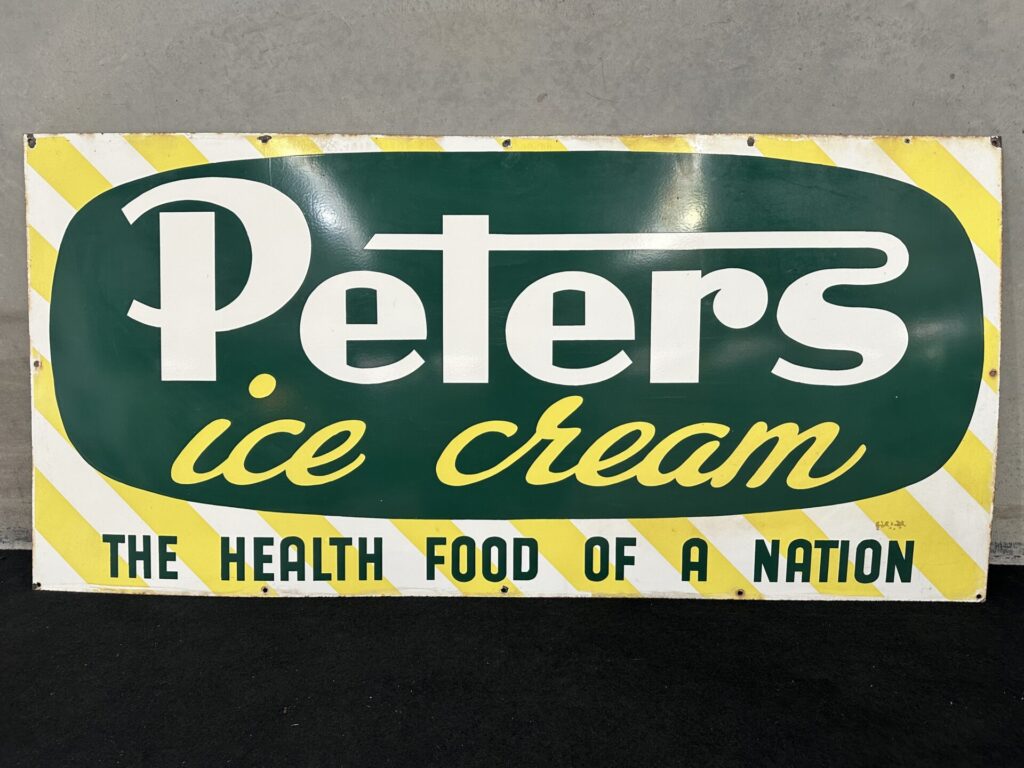 Peters
ice cream
THE HEALTH FOOD OF A NATION